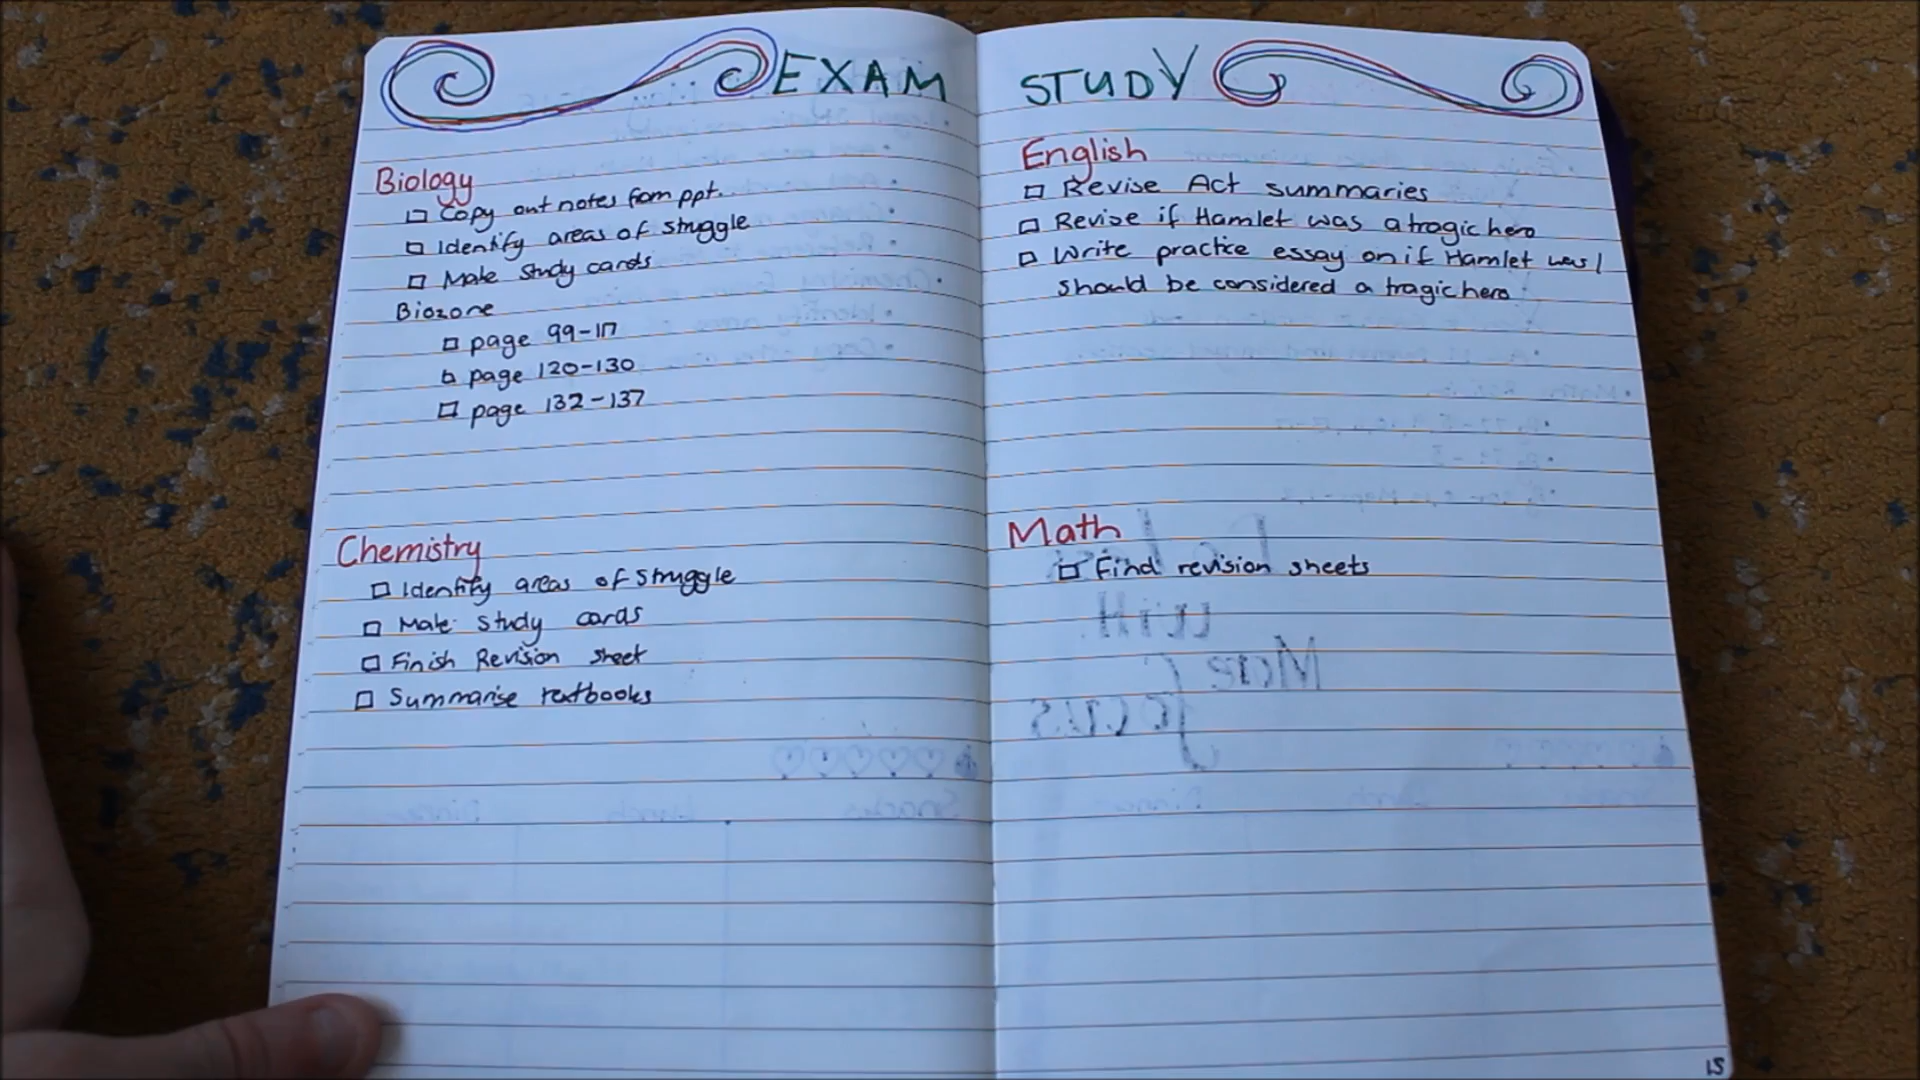 EXAM STUDY
Biology
Copy out notes from ppt.
Identify areas of struggle
Make study cards
Biozone
page 99-117
page 120-130
page 132-137
Chemistry
Identify areas of struggle
Make study cards
Finish Revision sheet
Summarise textbooks
English
Revise Act summaries
Revise if Hamlet was a tragic hero
Write practice essay on if Hamlet was/
should be considered a tragic hero
Math
Find revision sheets
15